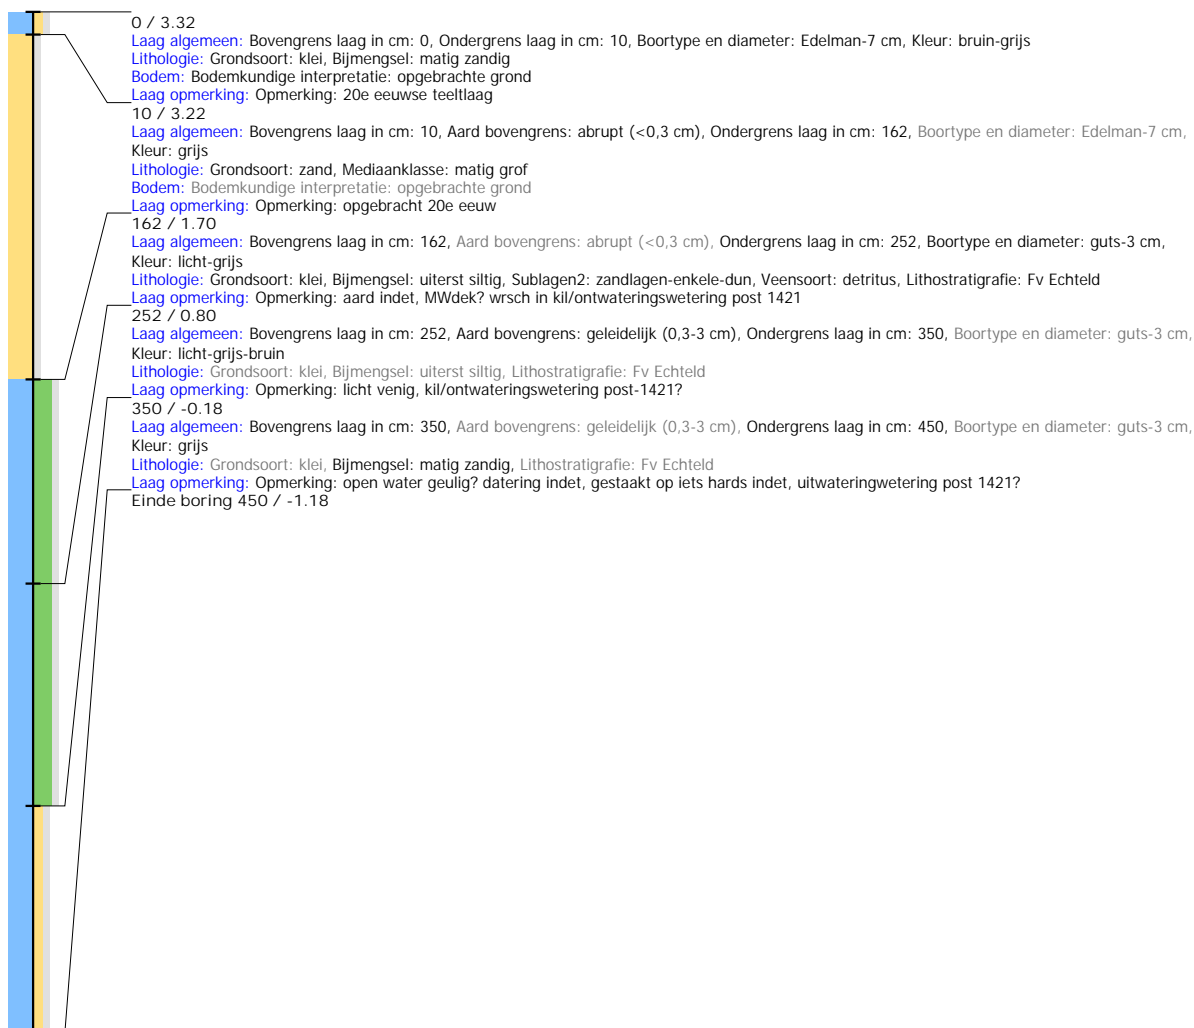 0 / 3.32
Laag algemeen: Bovengrens laag in cm: 0, Ondergrens laag in cm: 10, Boortype en diameter: Edelman-7 cm, Kleur: bruin-grijs
Lithologie: Grondsoort: klei, Bijmengsel: matig zandig
Bodem: Bodemkundige interpretatie: opgebrachte grond
Laag opmerking: Opmerking: 20e eeuwse teeltlaag
10 / 3.22
Laag algemeen: Bovengrens laag in cm: 10, Aard bovengrens: abrupt (<0,3 cm), Ondergrens laag in cm: 162, Boortype en diameter: Edelman-7 cm,
Kleur: grijs
Lithologie: Grondsoort: zand, Mediaanklasse: matig grof
Bodem: Bodemkundige interpretatie: opgebrachte grond
Laag opmerking: Opmerking: opgebracht 20e eeuw
162 / 1.70
Laag algemeen: Bovengrens laag in cm: 162, Aard bovengrens: abrupt (<0,3 cm), Ondergrens laag in cm: 252, Boortype en diameter: guts-3 cm,
Kleur: licht-grijs
Lithologie: Grondsoort: klei, Bijmengsel: uiterst siltig, Sublagen2: zandlagen-enkele-dun, Veensoort: detritus, Lithostratigrafie: Fv Echteld
Laag opmerking: Opmerking: aard indet, MWdek? wrsch in kil/ontwateringswetering post 1421
252 / 0.80
Laag algemeen: Bovengrens laag in cm: 252, Aard bovengrens: geleidelijk (0,3-3 cm), Ondergrens laag in cm: 350, Boortype en diameter: guts-3 cm,
Kleur: licht-grijs-bruin
Lithologie: Grondsoort: klei, Bijmengsel: uiterst siltig, Lithostratigrafie: Fv Echteld
Laag opmerking: Opmerking: licht venig, kil/ontwateringswetering post-1421?
350 / -0.18
Laag algemeen: Bovengrens laag in cm: 350, Aard bovengrens: geleidelijk (0,3-3 cm), Ondergrens laag in cm: 450, Boortype en diameter: guts-3 cm,
Kleur: grijs
Lithologie: Grondsoort: klei, Bijmengsel: matig zandig, Lithostratigrafie: Fv Echteld
Laag opmerking: Opmerking: open water geulig? datering indet, gestaakt op iets hards indet, uitwateringwetering post 1421?
Einde boring 450 / -1.18